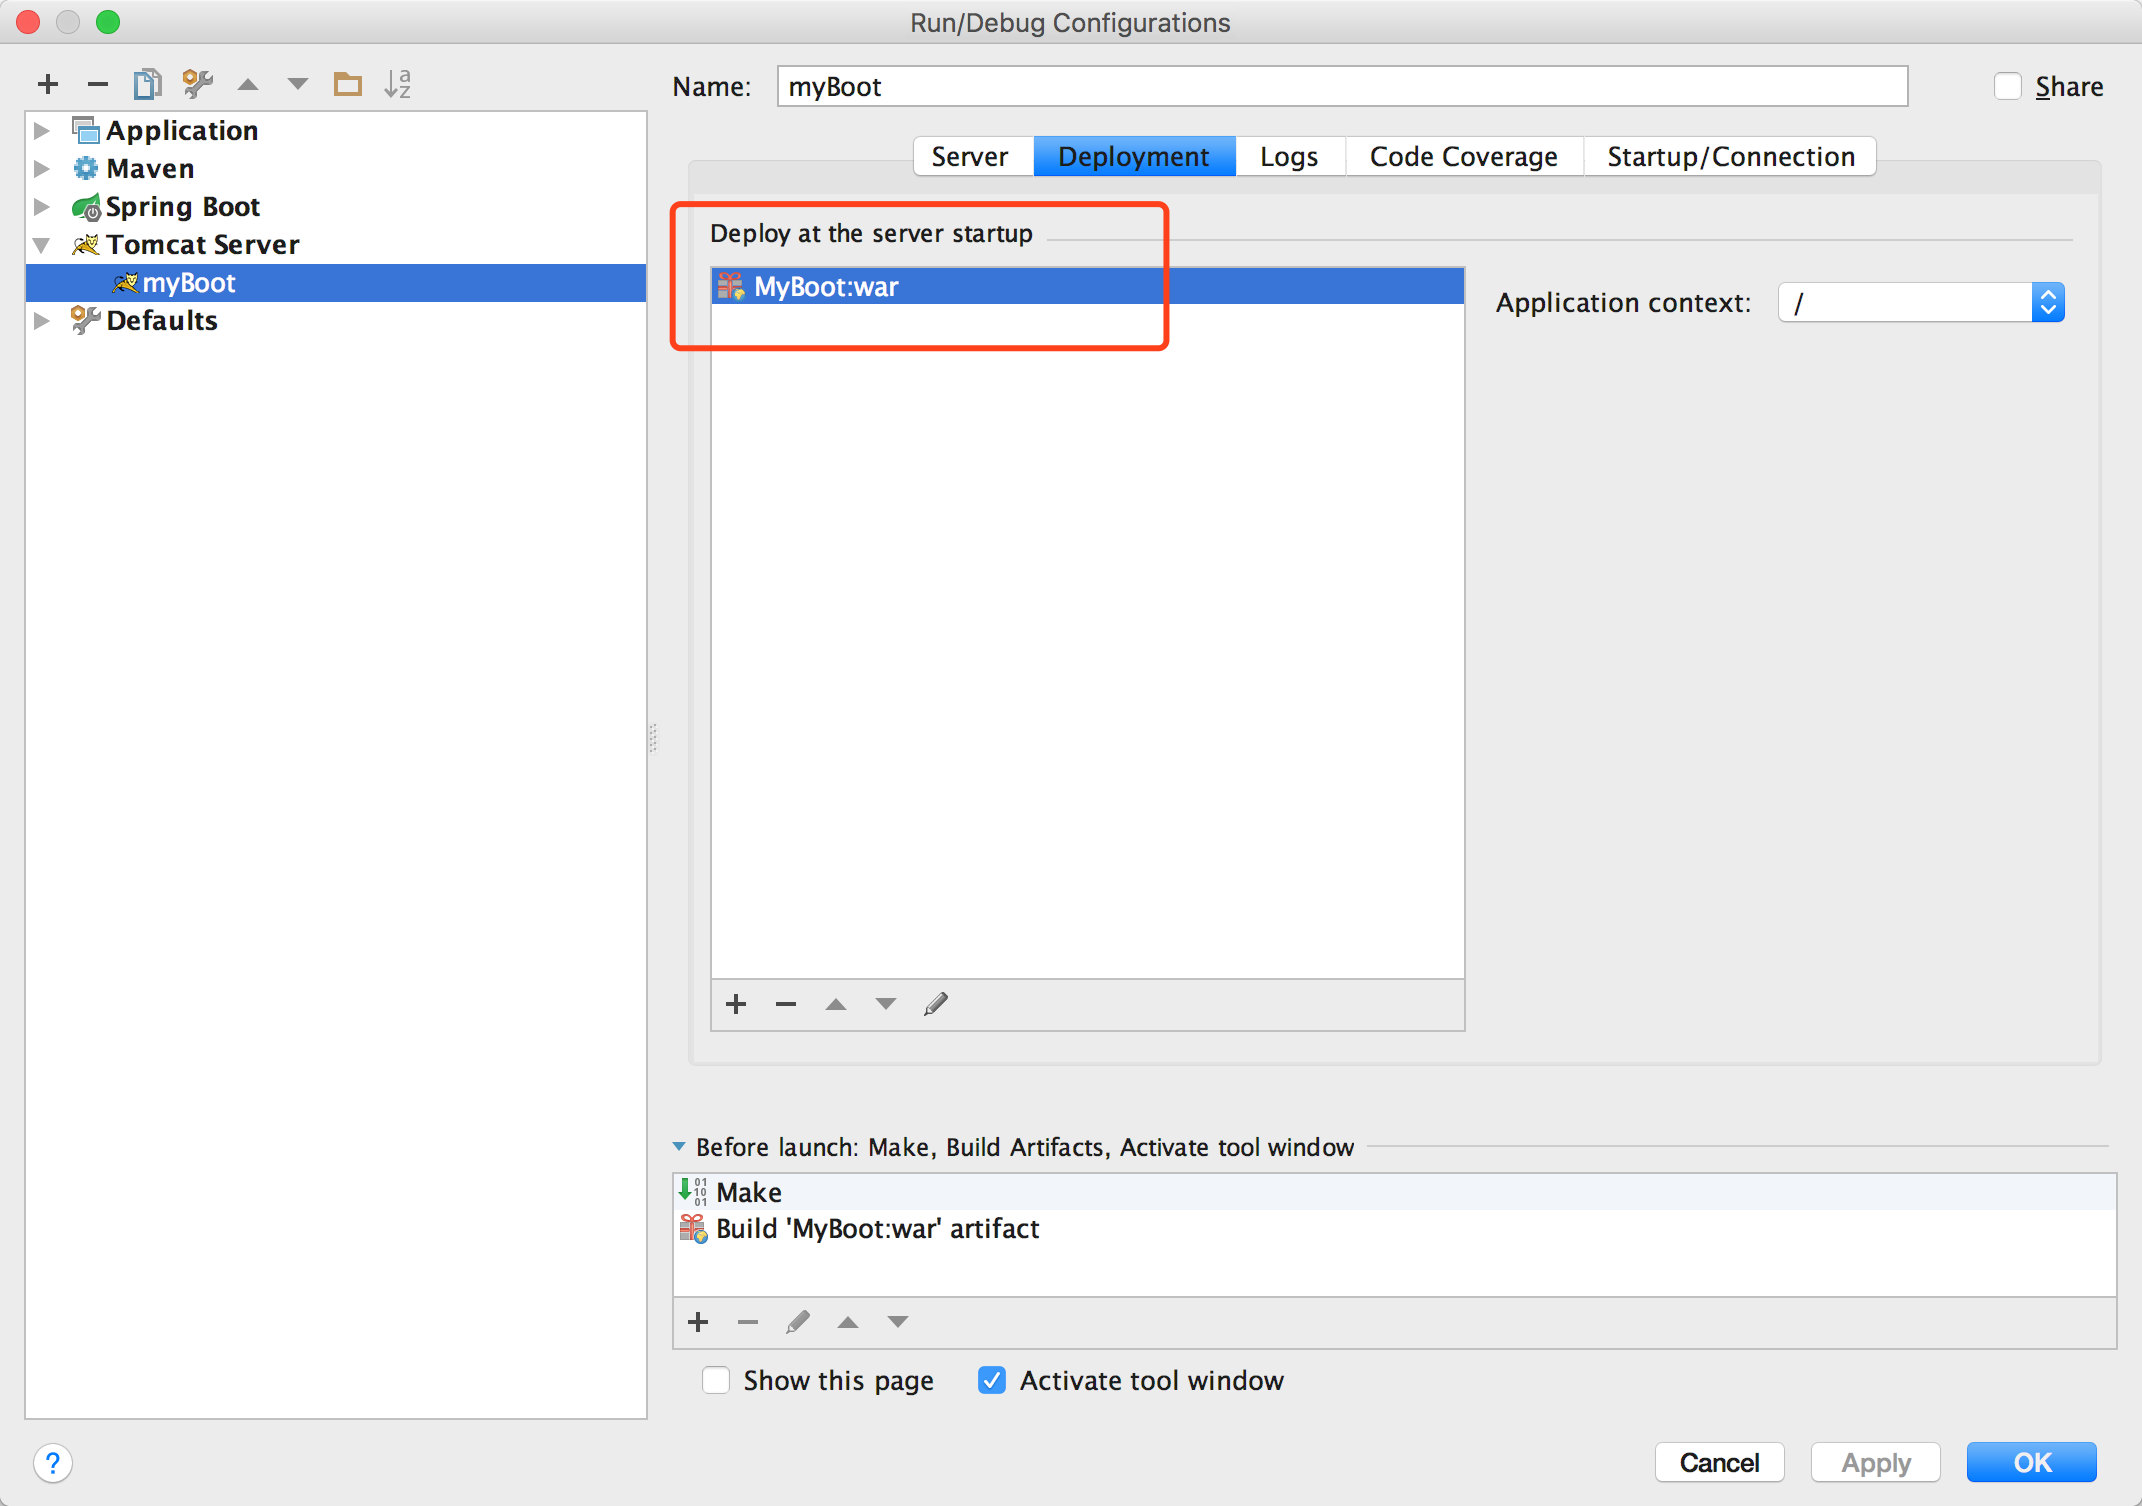 Run/Debug Configurations
Name: myBoot
Share
Application
Maven
Spring Boot
Tomcat Server
myBoot
Defaults
Server Deployment Logs Code Coverage Startup/Connection
Deploy at the server startup
MyBoot:war
Application context: /
Before launch: Make, Build Artifacts, Activate tool window
Make
Build 'MyBoot:war' artifact
Show this page Activate tool window
? Cancel Apply OK